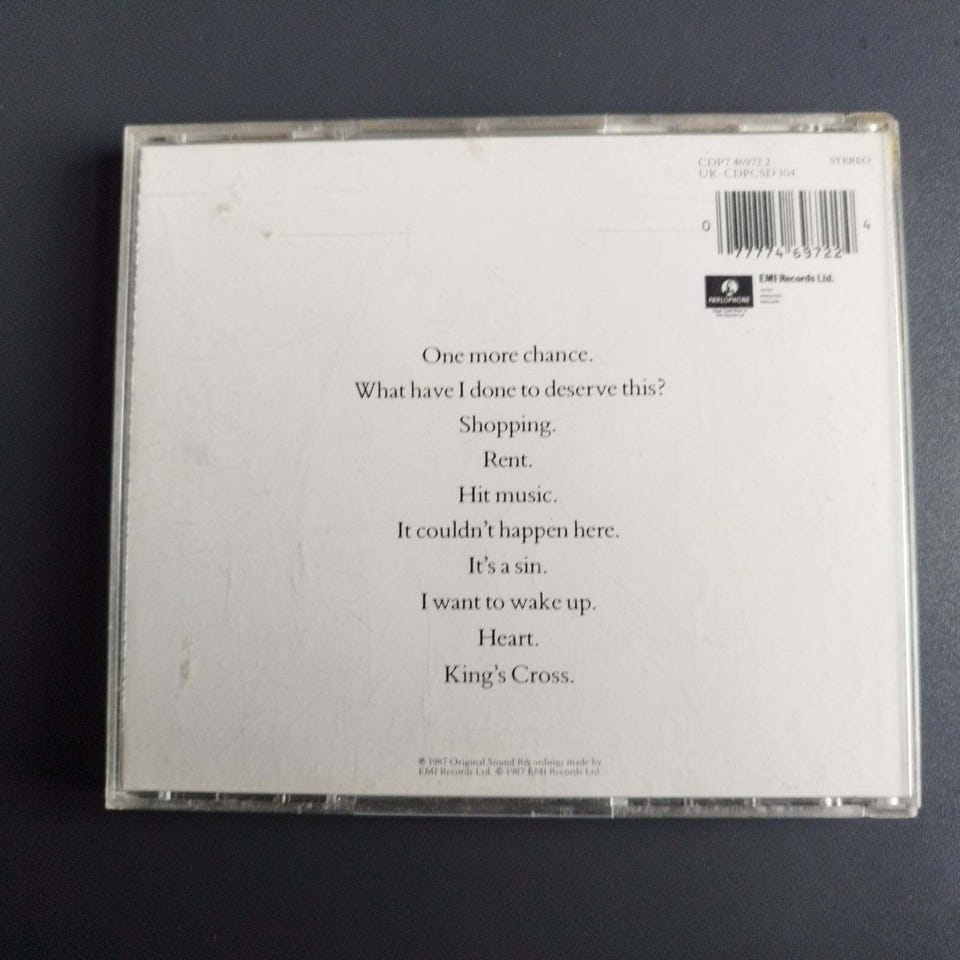 CDP7 46972 2
UK: CDPCSD 104
STEREO
0 77774 69722 4
EMI Records Ltd.
PARLOPHONE
One more chance.
What have I done to deserve this?
Shopping.
Rent.
Hit music.
It couldn't happen here.
It's a sin.
I want to wake up.
Heart.
King's Cross.
℗ 1987 Original Sound Recordings made by
EMI Records Ltd. © 1987 EMI Records Ltd